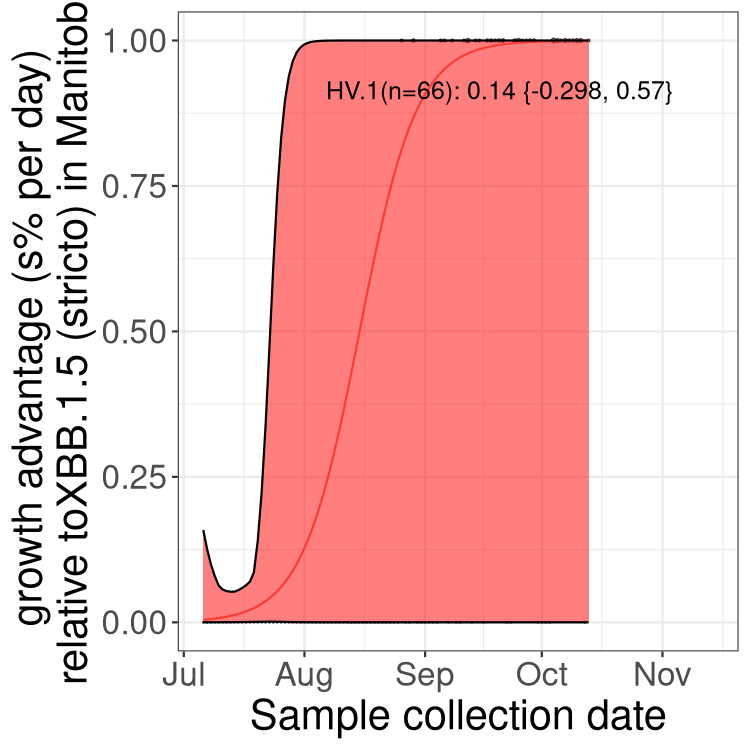 growth advantage (s% per day)
relative toXBB.1.5 (stricto) in Manitob
1.00
0.75
0.50
0.25
0.00
HV.1(n=66): 0.14 {-0.298, 0.57}
Jul Aug Sep Oct Nov
Sample collection date